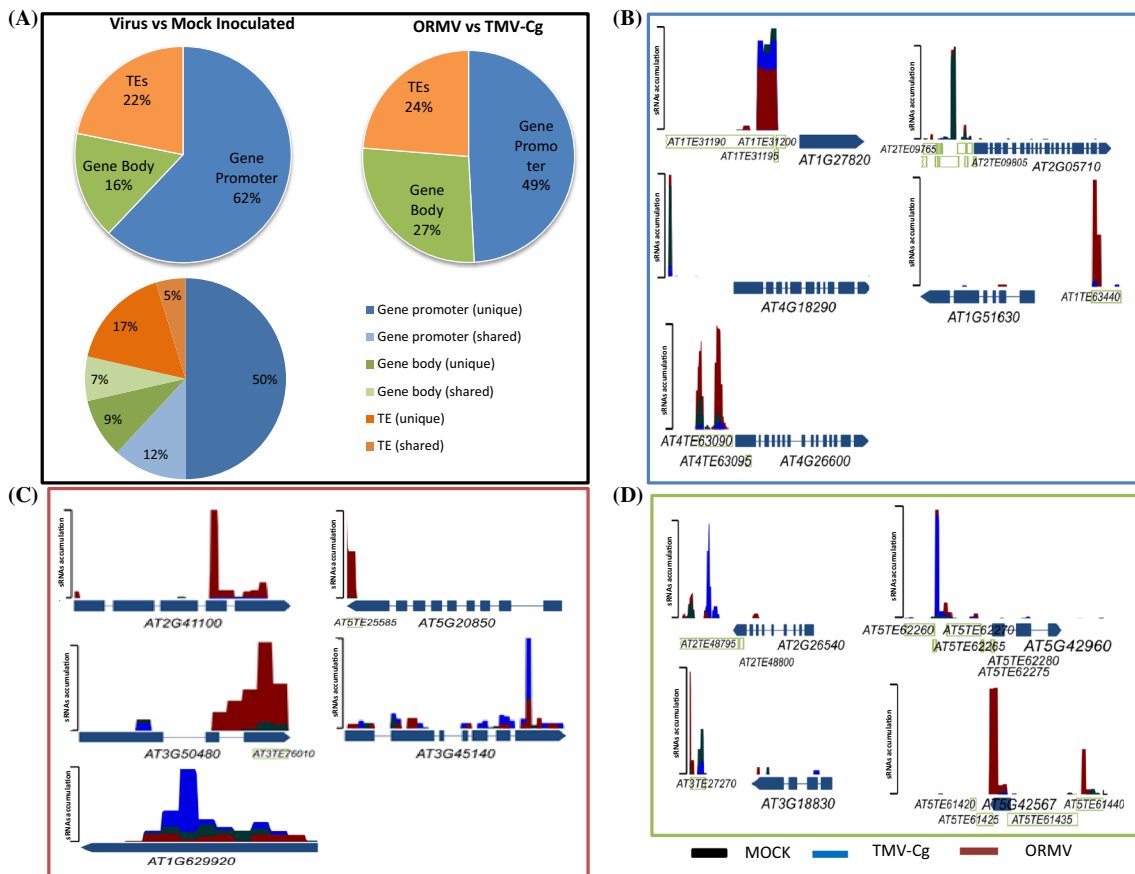 (A)
Virus vs Mock Inoculated
ORMV vs TMV-Cg
TEs
22%
Gene Body
16%
Gene
Promoter
62%
TEs
24%
Gene
Body
27%
Gene
Promo
ter
49%
5%
17%
7%
9%
12%
50%
Gene promoter (unique)
Gene promoter (shared)
Gene body (unique)
Gene body (shared)
TE (unique)
TE (shared)
(B)
sRNAs accumulation
AT1TE31190
AT1TE31200
AT1TE31195
AT1G27820
sRNAs accumulation
AT2TE09765
AT2TE09805
AT2G05710
sRNAs accumulation
AT4G18290
sRNAs accumulation
AT1G51630
AT1TE63440
sRNAs accumulation
AT4TE63090
AT4TE63095
AT4G26600
(C)
sRNAs accumulation
AT2G41100
sRNAs accumulation
AT5TE25585
AT5G20850
sRNAs accumulation
AT3G50480
AT3TE76010
sRNAs accumulation
AT3G45140
sRNAs accumulation
AT1G629920
(D)
sRNAs accumulation
AT2TE48795
AT2TE48800
AT2G26540
sRNAs accumulation
AT5TE62260
AT5TE62270
AT5TE62265
AT5G42960
AT5TE62280
AT5TE62275
sRNAs accumulation
AT3TE27270
AT3G18830
sRNAs accumulation
AT5TE61420
AT5G42567
AT5TE61440
AT5TE61425
AT5TE61435
MOCK
TMV-Cg
ORMV